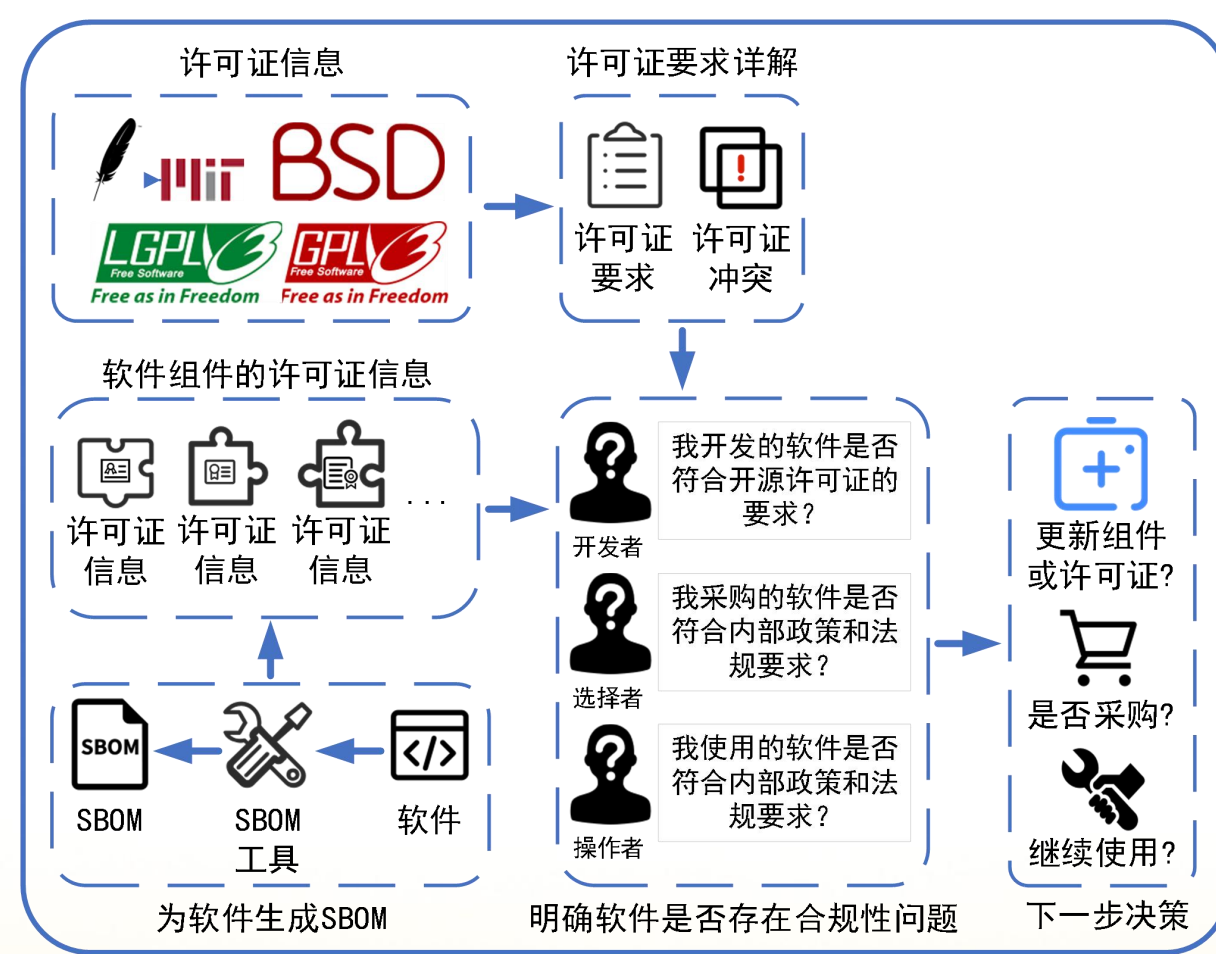 许可证信息
MiT
BSD
LGPLV3
Free Software
Free as in Freedom
GPLV3
Free Software
Free as in Freedom
许可证要求详解
许可证
要求
许可证
冲突
软件组件的许可证信息
许可证
信息
许可证
信息
许可证
信息
...
SBOM
SBOM
SBOM
工具
软件
为软件生成SBOM
开发者
我开发的软件是否
符合开源许可证的
要求?
选择者
我采购的软件是否
符合内部政策和法
规要求?
操作者
我使用的软件是否
符合内部政策和法
规要求?
明确软件是否存在合规性问题
更新组件
或许可证?
是否采购?
继续使用?
下一步决策